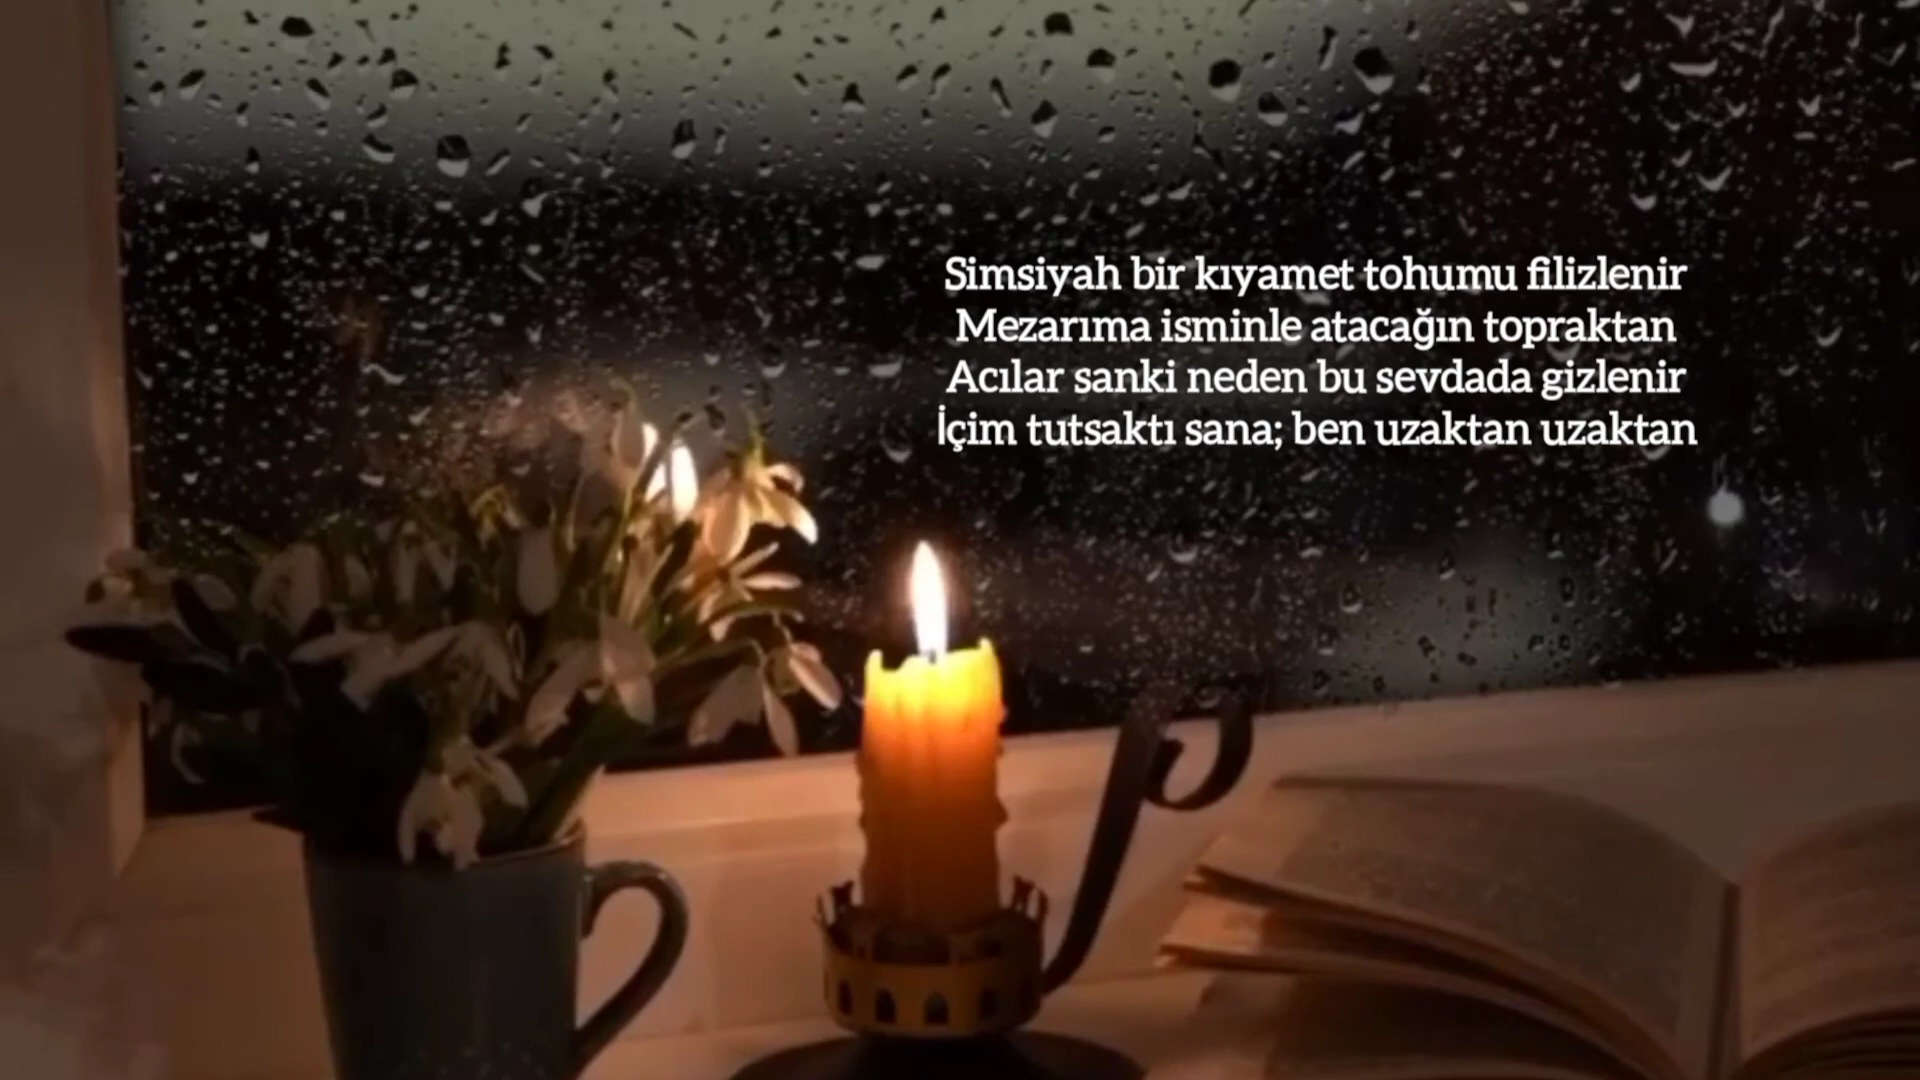 Simsiyah bir kıyamet tohumu filizlenir
Mezarıma isminle atacağın topraktan
Acılar sanki neden bu sevdada gizlenir
İçim tutsaktı sana; ben uzaktan uzaktan